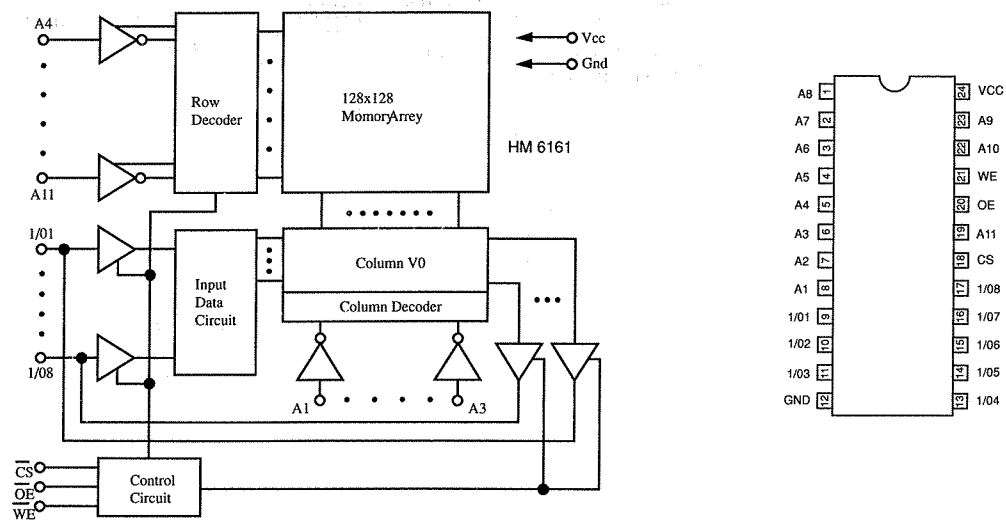 A4
A11
Row
Decoder
128x128
MomoryArrey
Vcc
Gnd
HM 6161
1/01
1/08
Input
Data
Circuit
Column V0
Column Decoder
A1
A3
CS
OE
WE
Control
Circuit
A8 1
A7 2
A6 3
A5 4
A4 5
A3 6
A2 7
A1 8
1/01 9
1/02 10
1/03 11
GND 12
24 VCC
23 A9
22 A10
21 WE
20 OE
19 A11
18 CS
17 1/08
16 1/07
15 1/06
14 1/05
13 1/04